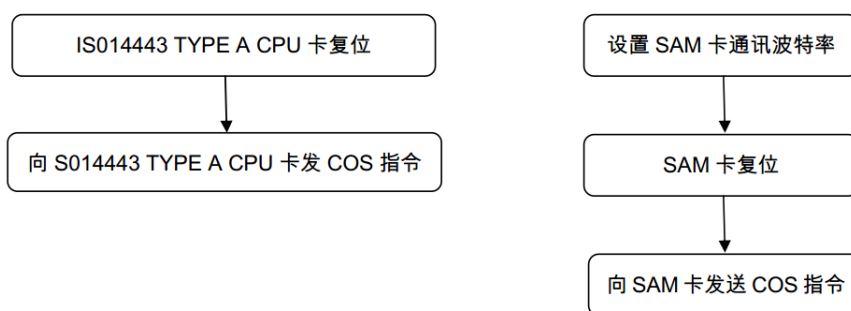 IS014443 TYPE A CPU 卡复位
向 S014443 TYPE A CPU 卡发 COS 指令
设置 SAM 卡通讯波特率
SAM 卡复位
向 SAM 卡发送 COS 指令